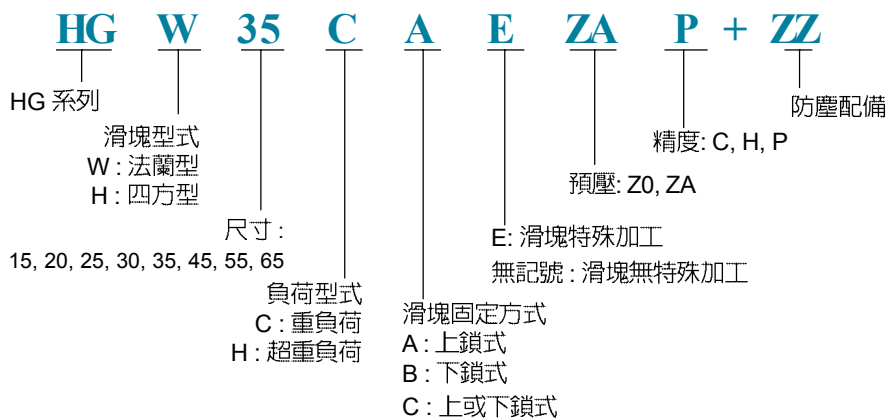 HG W 35 C A E ZA P + ZZ
HG 系列
防塵配備
滑塊型式
W : 法蘭型
H : 四方型
精度: C, H, P
預壓: Z0, ZA
尺寸 :
15, 20, 25, 30, 35, 45, 55, 65
E: 滑塊特殊加工
無記號 : 滑塊無特殊加工
負荷型式
C : 重負荷
H : 超重負荷
滑塊固定方式
A : 上鎖式
B : 下鎖式
C : 上或下鎖式